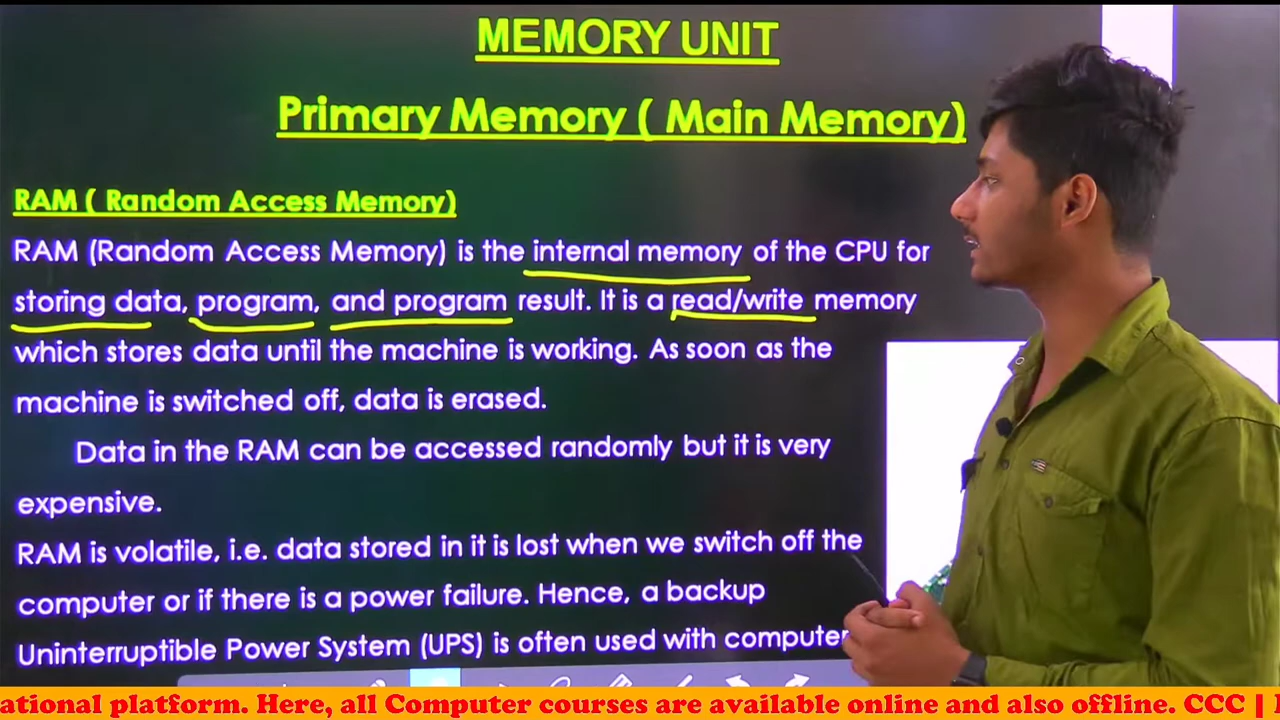 MEMORY UNIT
Primary Memory ( Main Memory)
RAM ( Random Access Memory)
RAM (Random Access Memory) is the internal memory of the CPU for
storing data, program, and program result. It is a read/write memory
which stores data until the machine is working. As soon as the
machine is switched off, data is erased.
Data in the RAM can be accessed randomly but it is very
expensive.
RAM is volatile, i.e. data stored in it is lost when we switch off the
computer or if there is a power failure. Hence, a backup
Uninterruptible Power System (UPS) is often used with computer
ational platform. Here, all Computer courses are available online and also offline. CCC |